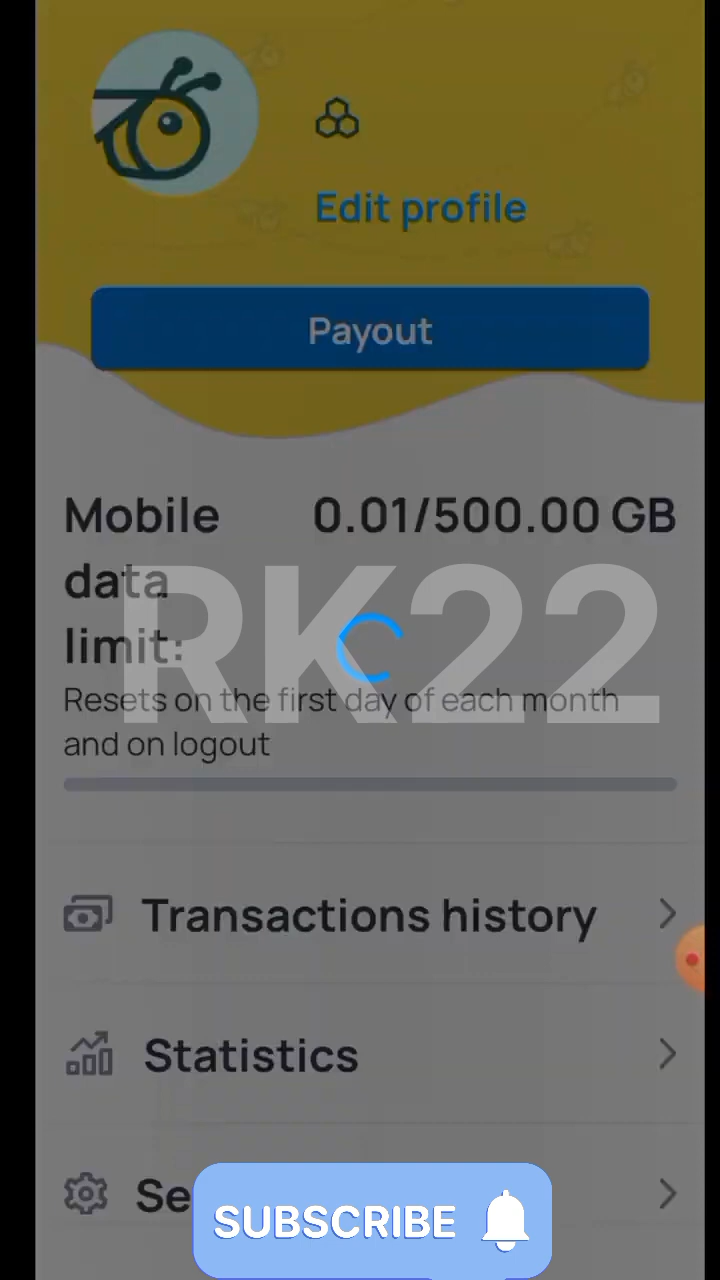 Edit profile
Payout
Mobile data limit:
0.01/500.00 GB
RK22
Resets on the first day of each month
and on logout
Transactions history
Statistics
Se
SUBSCRIBE